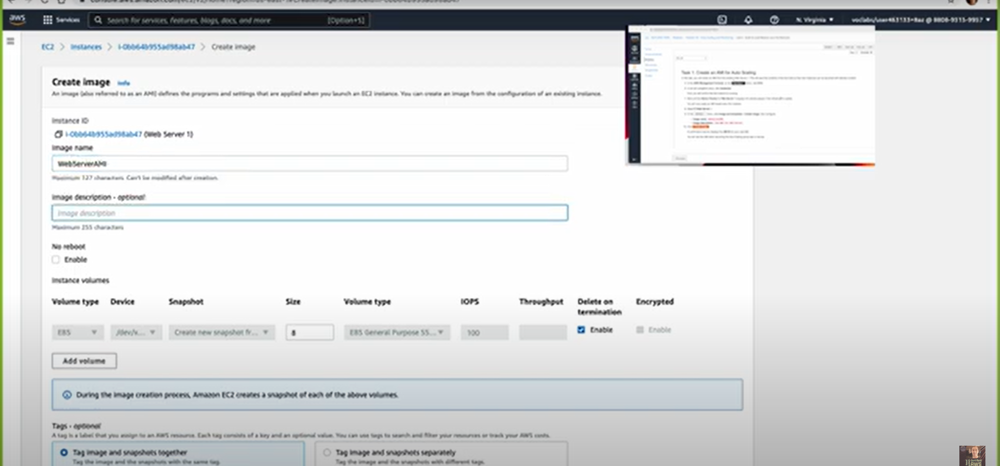 aws Services Search for services, features, blogs, docs, and more [Option+S] N. Virginia
EC2 > Instances > i-0bb64b955ad98ab47 > Create image
Create image Info
An image (also referred to as an AMI) defines the programs and settings that are applied when you launch an EC2 instance. You can create an image from the configuration of an existing instance.
Instance ID
i-0bb64b955ad98ab47 (Web Server 1)
Image name
WebServerAMI
Maximum 127 characters. Can't be modified after creation.
Image description - optional
Image description
Maximum 255 characters
No reboot
Enable
Instance volumes
Volume type Device Snapshot Size Volume type IOPS Throughput Delete on termination Encrypted
EBS /dev/x... Create new snapshot fr... 8 EBS General Purpose SS... 100 Enable Enable
Add volume
During the image creation process, Amazon EC2 creates a snapshot of each of the above volumes.
Tags - optional
A tag is a label that you assign to an AWS resource. Each tag consists of a key and an optional value. You can use tags to search and filter your resources or track your AWS costs.
Tag image and snapshots together
Tag the image and the snapshots with the same tag.
Tag image and snapshots separately
Tag the image and the snapshots with different tags.
Task 1: Create an AMI for Auto Scaling